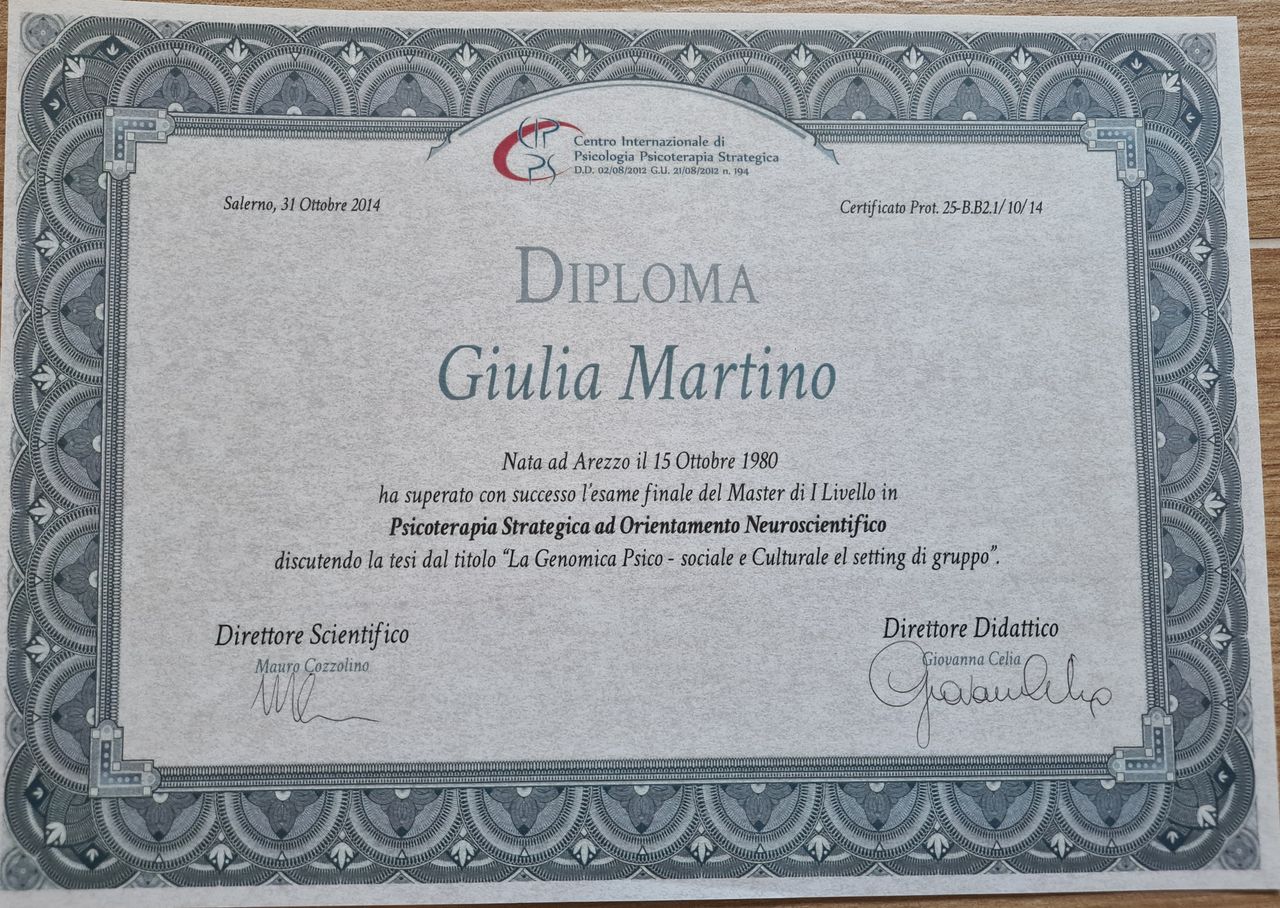 CIPPS
Centro Internazionale di
Psicologia Psicoterapia Strategica
D.D. 02/08/2012 G.U. 21/08/2012 n. 194
Salerno, 31 Ottobre 2014
Certificato Prot. 25-B.B2.1/10/14
DIPLOMA
Giulia Martino
Nata ad Arezzo il 15 Ottobre 1980
ha superato con successo l'esame finale del Master di I Livello in
Psicoterapia Strategica ad Orientamento Neuroscientifico
discutendo la tesi dal titolo “La Genomica Psico - sociale e Culturale el setting di gruppo”.
Direttore Scientifico
Mauro Cozzolino
Direttore Didattico
Giovanna Celia
Giovanna Celia